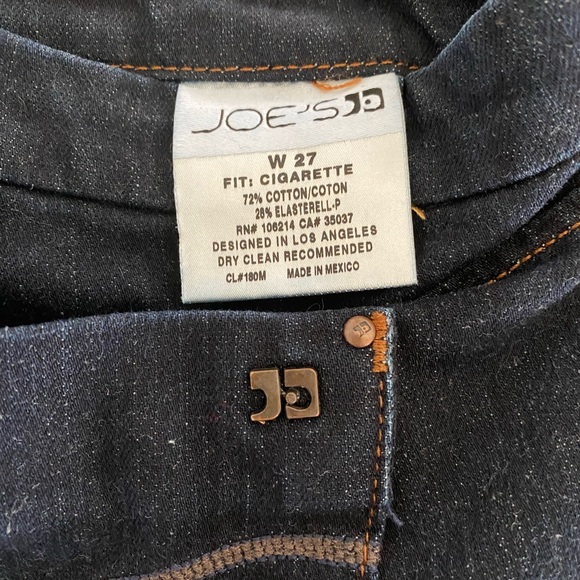 JOE'S JD
W 27
FIT: CIGARETTE
72% COTTON/COTON
28% ELASTERELL-P
RN# 106214 CA# 35037
DESIGNED IN LOS ANGELES
DRY CLEAN RECOMMENDED
CL#180M MADE IN MEXICO
JD
JD